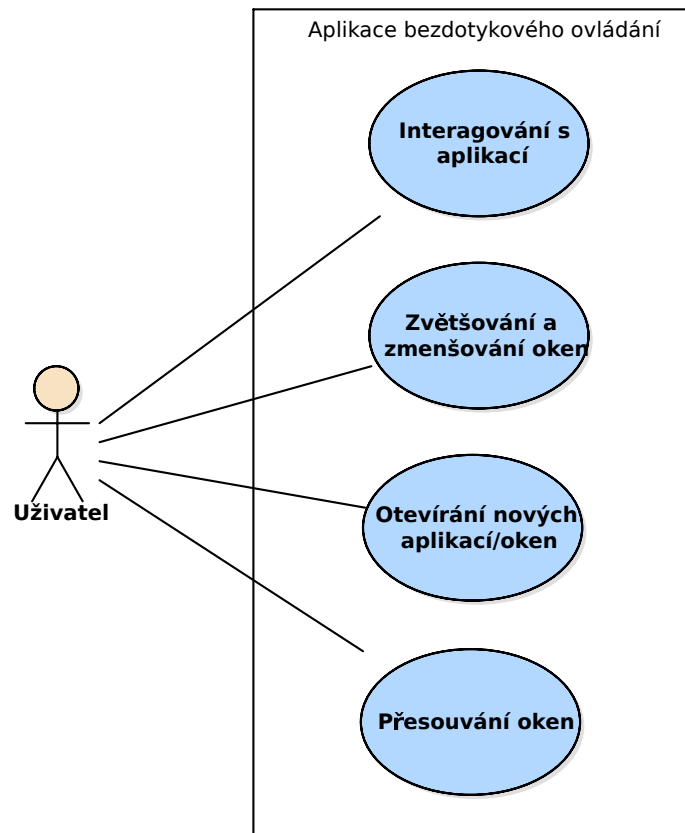 Aplikace bezdotykového ovládání
Interagování s
aplikací
Zvětšování a
zmenšování oken
Otevírání nových
aplikací/oken
Uživatel
Přesouvání oken